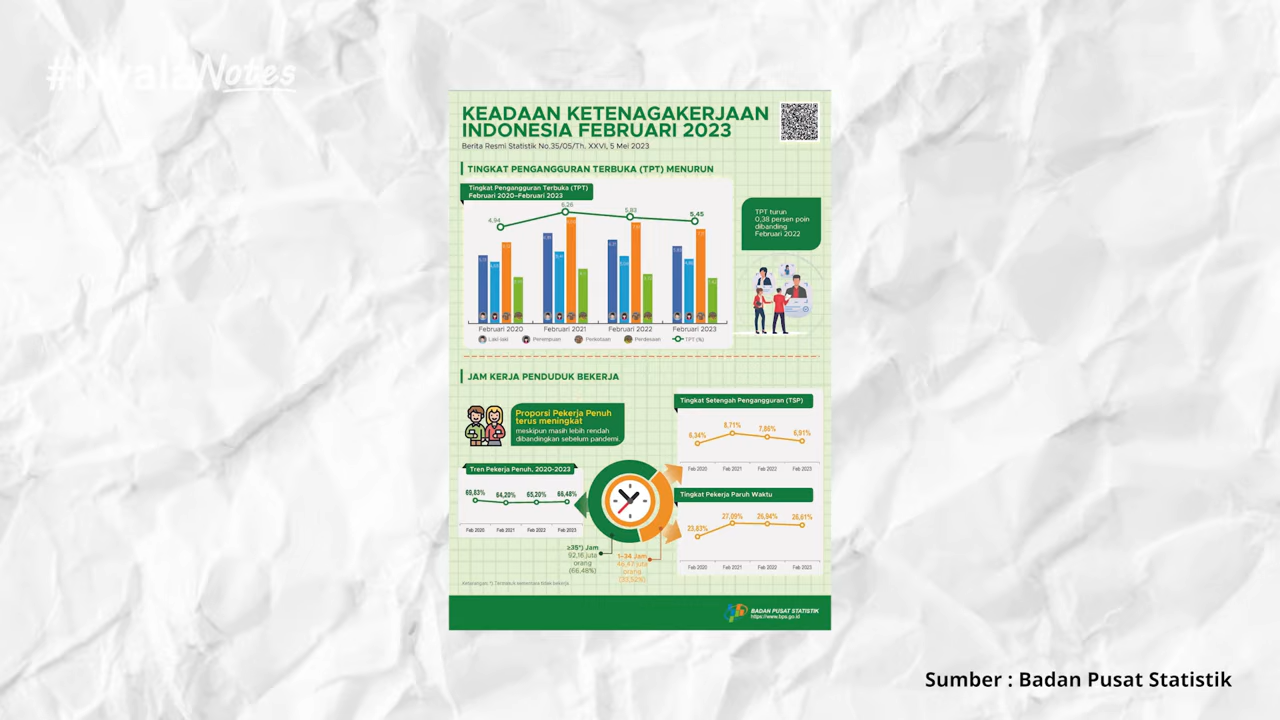 #NyalaNotes
KEADAAN KETENAGAKERJAAN
INDONESIA FEBRUARI 2023
Berita Resmi Statistik No.35/05/Th. XXVI, 5 Mei 2023
TINGKAT PENGANGGURAN TERBUKA (TPT) MENURUN
Tingkat Pengangguran Terbuka (TPT)
Februari 2020–Februari 2023
4,94
6,26
5,83
5,45
Februari 2020
Februari 2021
Februari 2022
Februari 2023
Laki-laki
Perempuan
Perkotaan
Perdesaan
TPT (%)
TPT turun
0,38 persen poin
dibanding
Februari 2022
JAM KERJA PENDUDUK BEKERJA
Proporsi Pekerja Penuh
terus meningkat
meskipun masih lebih rendah
dibandingkan sebelum pandemi.
Tren Pekerja Penuh, 2020-2023
69,83%
64,20%
65,20%
66,48%
Feb 2020
Feb 2021
Feb 2022
Feb 2023
≥35*) Jam
92,16 juta
orang
(66,48%)
1–34 Jam
orang
Tingkat Setengah Pengangguran (TSP)
6,34%
8,71%
7,86%
6,91%
Feb 2020
Feb 2021
Feb 2022
Feb 2023
Tingkat Pekerja Paruh Waktu
23,83%
27,09%
26,94%
26,61%
Feb 2020
Feb 2021
Feb 2022
Feb 2023
Keterangan: *) Termasuk sementara tidak bekerja
BADAN PUSAT STATISTIK
https://www.bps.go.id
Sumber : Badan Pusat Statistik